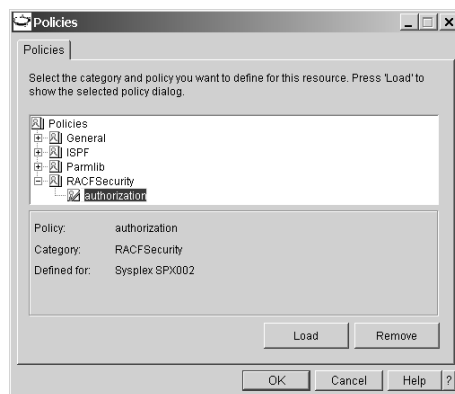 Policies
Policies
Select the category and policy you want to define for this resource. Press 'Load' to
show the selected policy dialog.
Policies
General
ISPF
Parmlib
RACFSecurity
authorization
Policy: authorization
Category: RACFSecurity
Defined for: Sysplex SPX002
Load Remove
OK Cancel Help ?